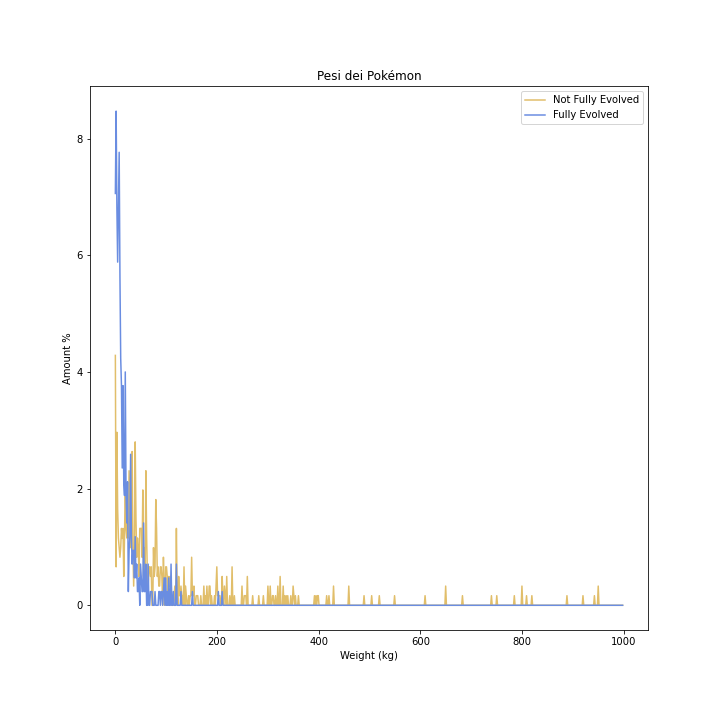 Pesi dei Pokémon
Not Fully Evolved
Fully Evolved
Amount %
8
6
4
2
0
0 200 400 600 800 1000
Weight (kg)